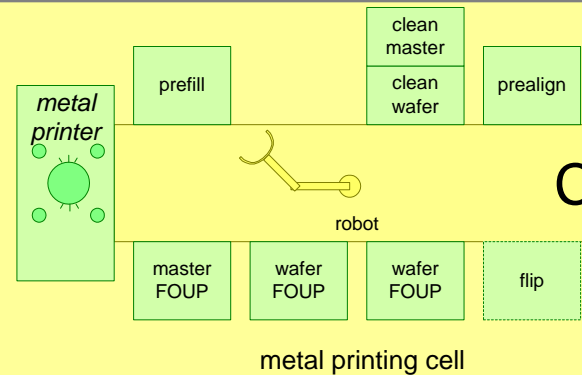 clean
master
prefill
clean
wafer
prealign
metal
printer
robot
master
FOUP
wafer
FOUP
wafer
FOUP
flip
metal printing cell